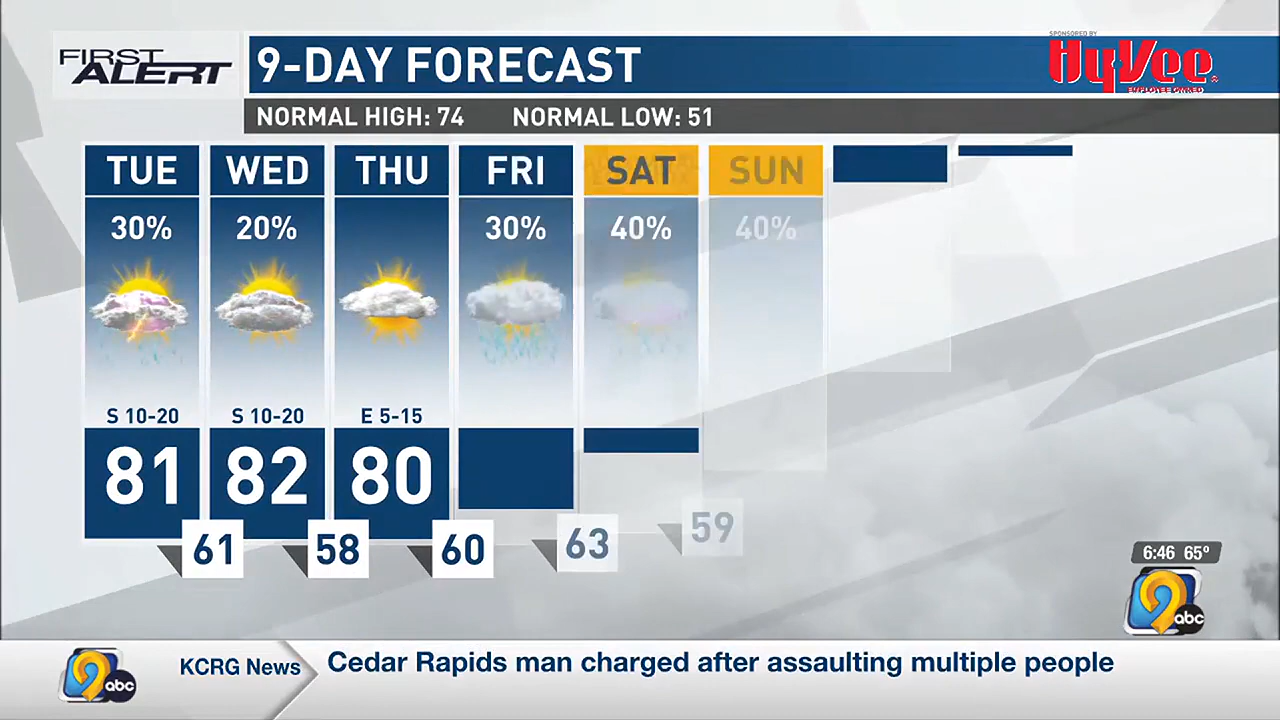 FIRST
ALERT
9-DAY FORECAST
SPONSORED BY
HyVee
EMPLOYEE OWNED
NORMAL HIGH: 74 NORMAL LOW: 51
TUE WED THU FRI SAT SUN
30% 20% 30% 40% 40%
S 10-20 S 10-20 E 5-15
81 82 80
61 58 60 63 59
6:46 65°
9 abc
9 abc
KCRG News
Cedar Rapids man charged after assaulting multiple people